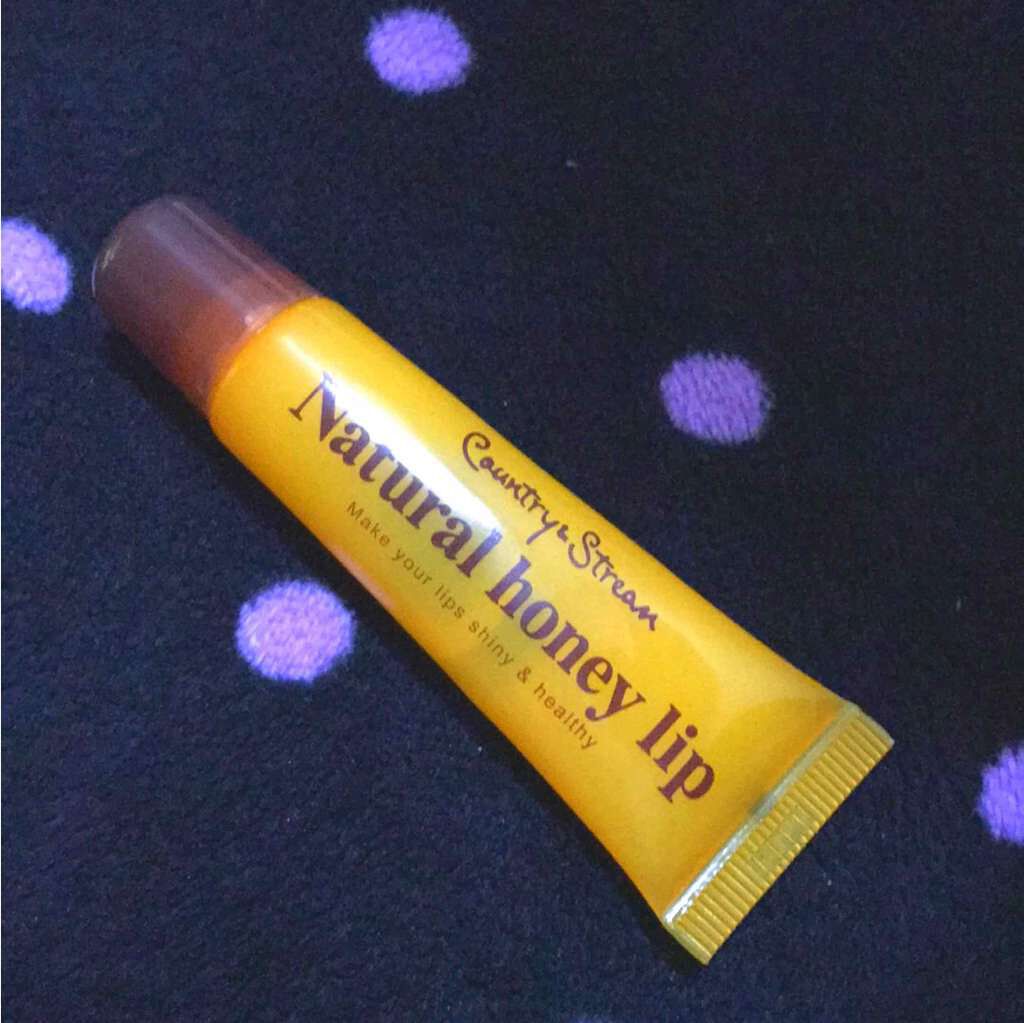 Country & Stream
Natural honey lip
Make your lips shiny & healthy